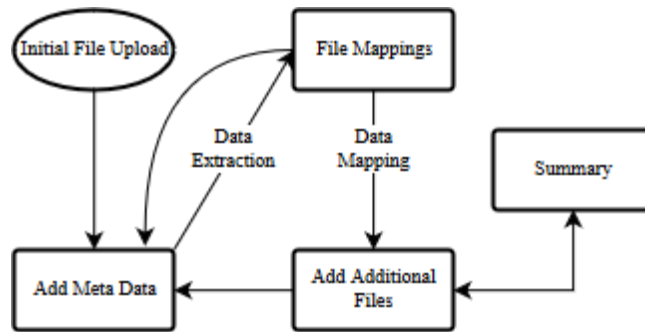 Initial File Upload
File Mappings
Data
Extraction
Data
Mapping
Summary
Add Meta Data
Add Additional
Files